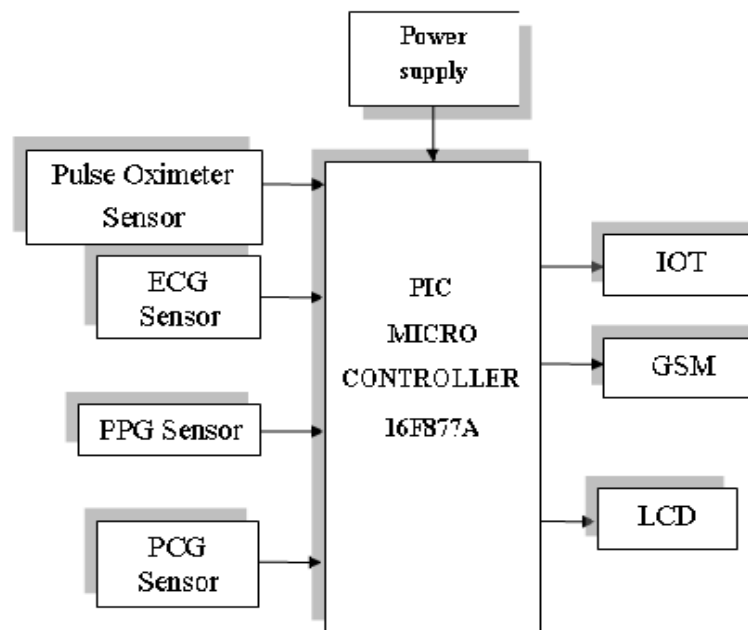 Power
supply
Pulse Oximeter
Sensor
ECG
Sensor
PPG Sensor
PCG
Sensor
PIC
MICRO
CONTROLLER
16F877A
IOT
GSM
LCD